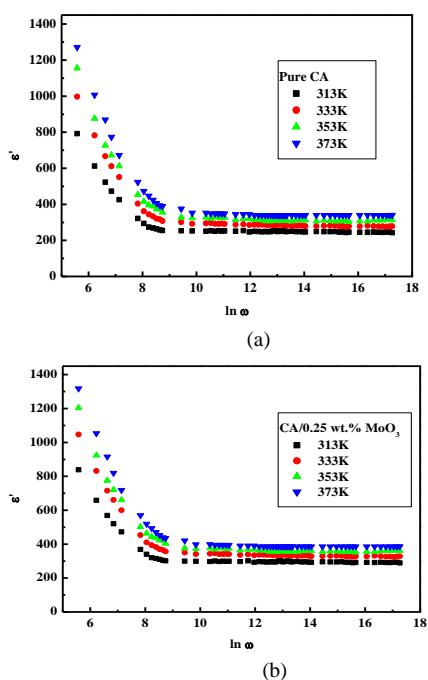 1400
1200
1000
800
600
400
200
0
ε'
Pure CA
313K
333K
353K
373K
6 8 10 12 14 16 18
ln ω
(a)
1400
1200
1000
800
600
400
200
0
ε'
CA/0.25 wt.% MoO₃
313K
333K
353K
373K
6 8 10 12 14 16 18
ln ω
(b)